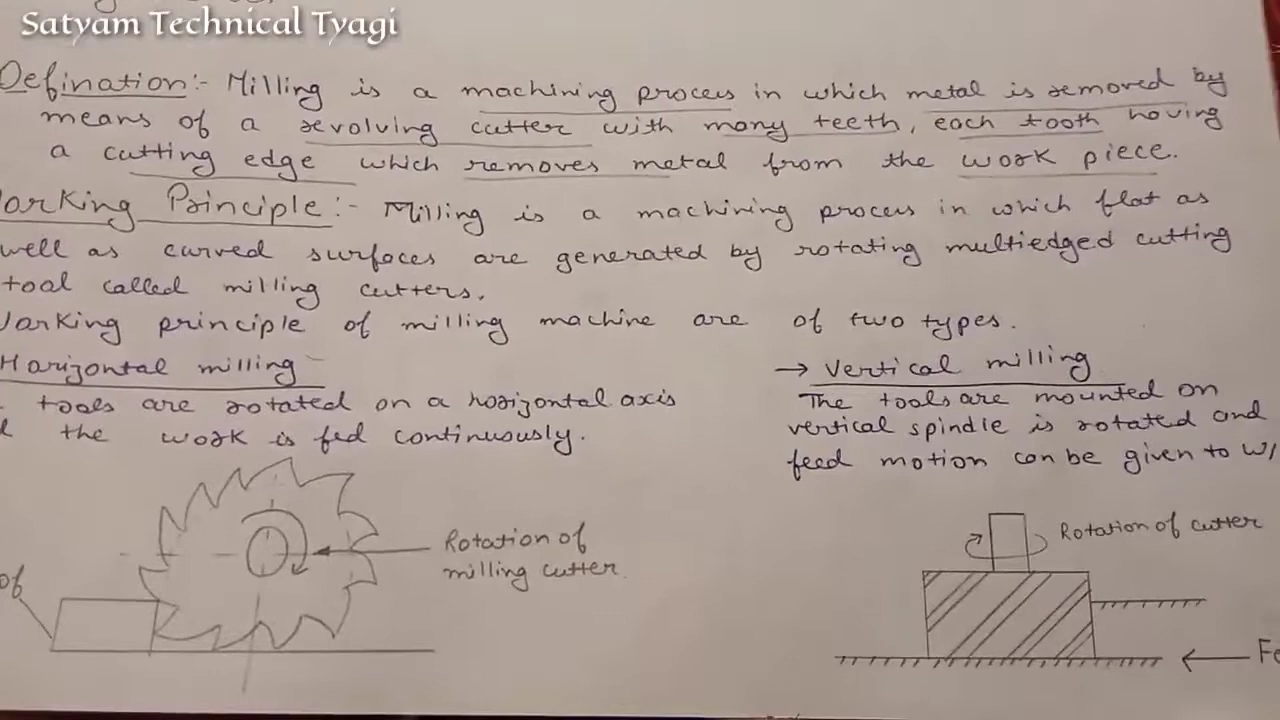 Satyam Technical Tyagi
Defination:- Milling is a machining process in which metal is removed by
means of a revolving cutter with many teeth, each tooth having
a cutting edge which removes metal from the work piece.
orking Principle:- Milling is a machining process in which flat as
well as curved surfaces are generated by rotating multiedged cutting
tool called milling cutters.
orking principle of milling machine are of two types.
Horizontal milling
→ Vertical milling
tools are rotated on a horizontal axis
the work is fed continuously.
The tools are mounted on
vertical spindle is rotated and
feed motion can be given to w/
Rotation of
milling cutter
of
Rotation of cutter
Fe